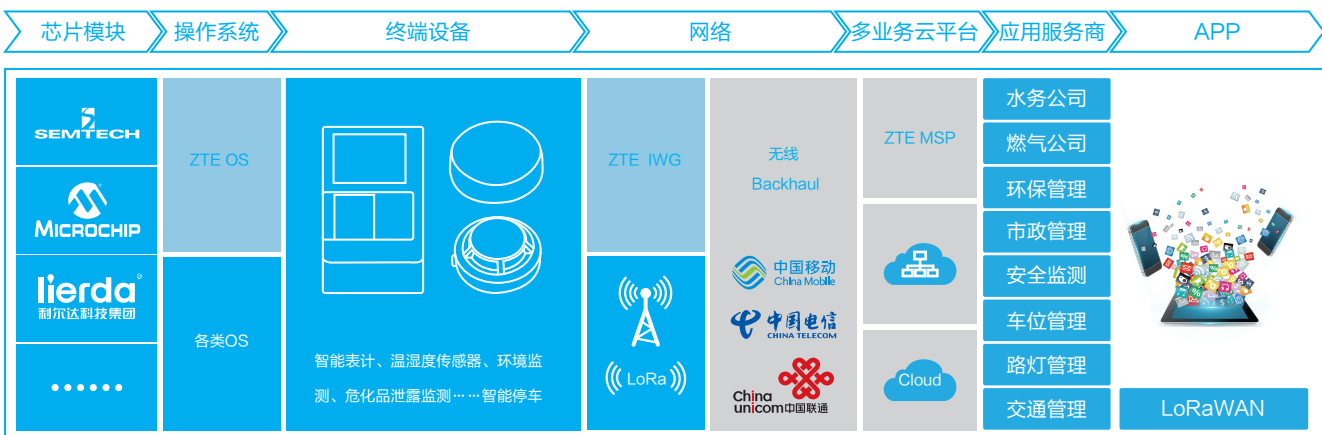 芯片模块
操作系统
终端设备
网络
多业务云平台
应用服务商
APP
SEMTECH
MICROCHIP
lierda
利尔达科技集团
••••••
ZTE OS
各类OS
智能表计、温湿度传感器、环境监
测、危化品泄露监测……智能停车
ZTE IWG
LoRa
无线
Backhaul
中国移动
China Mobile
中国电信
CHINA TELECOM
China
unicom中国联通
ZTE MSP
Cloud
水务公司
燃气公司
环保管理
市政管理
安全监测
车位管理
路灯管理
交通管理
LoRaWAN